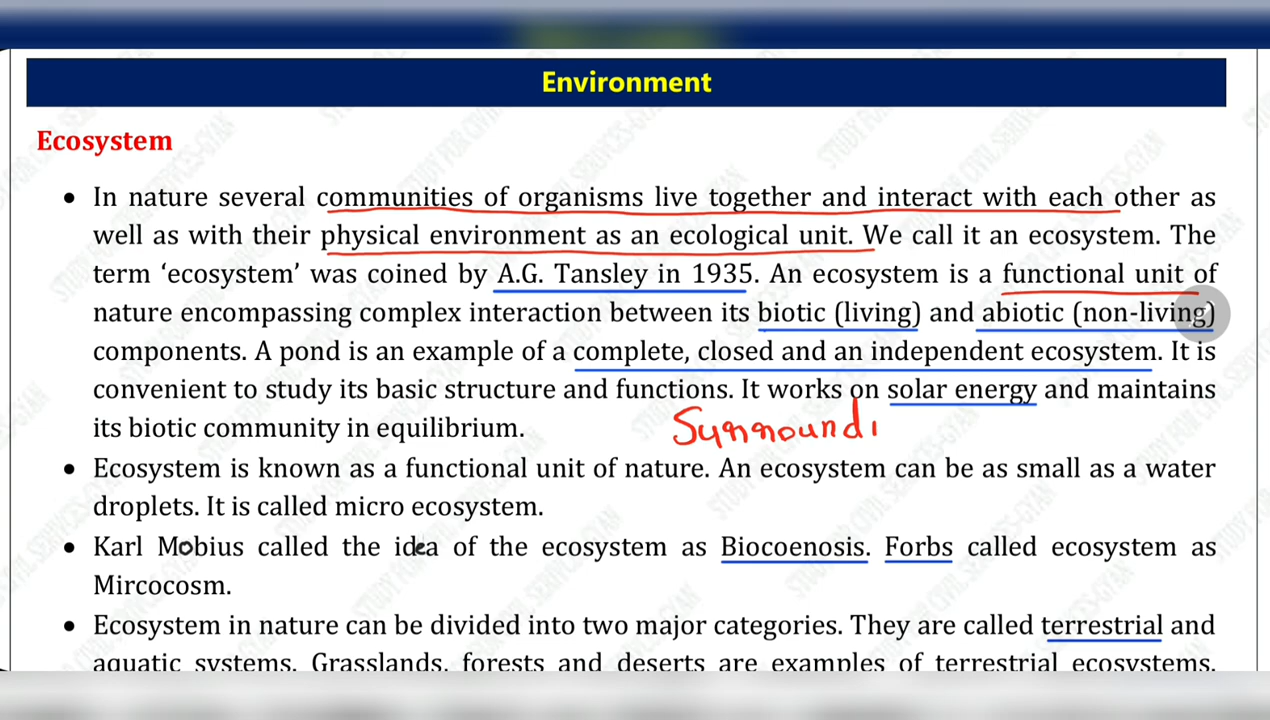 Environment
Ecosystem
• In nature several communities of organisms live together and interact with each other as
well as with their physical environment as an ecological unit. We call it an ecosystem. The
term ‘ecosystem’ was coined by A.G. Tansley in 1935. An ecosystem is a functional unit of
nature encompassing complex interaction between its biotic (living) and abiotic (non-living)
components. A pond is an example of a complete, closed and an independent ecosystem. It is
convenient to study its basic structure and functions. It works on solar energy and maintains
its biotic community in equilibrium.
Surroundi
• Ecosystem is known as a functional unit of nature. An ecosystem can be as small as a water
droplets. It is called micro ecosystem.
• Karl Mobius called the idea of the ecosystem as Biocoenosis. Forbs called ecosystem as
Mircocosm.
• Ecosystem in nature can be divided into two major categories. They are called terrestrial and
aquatic systems. Grasslands, forests and deserts are examples of terrestrial ecosystems.